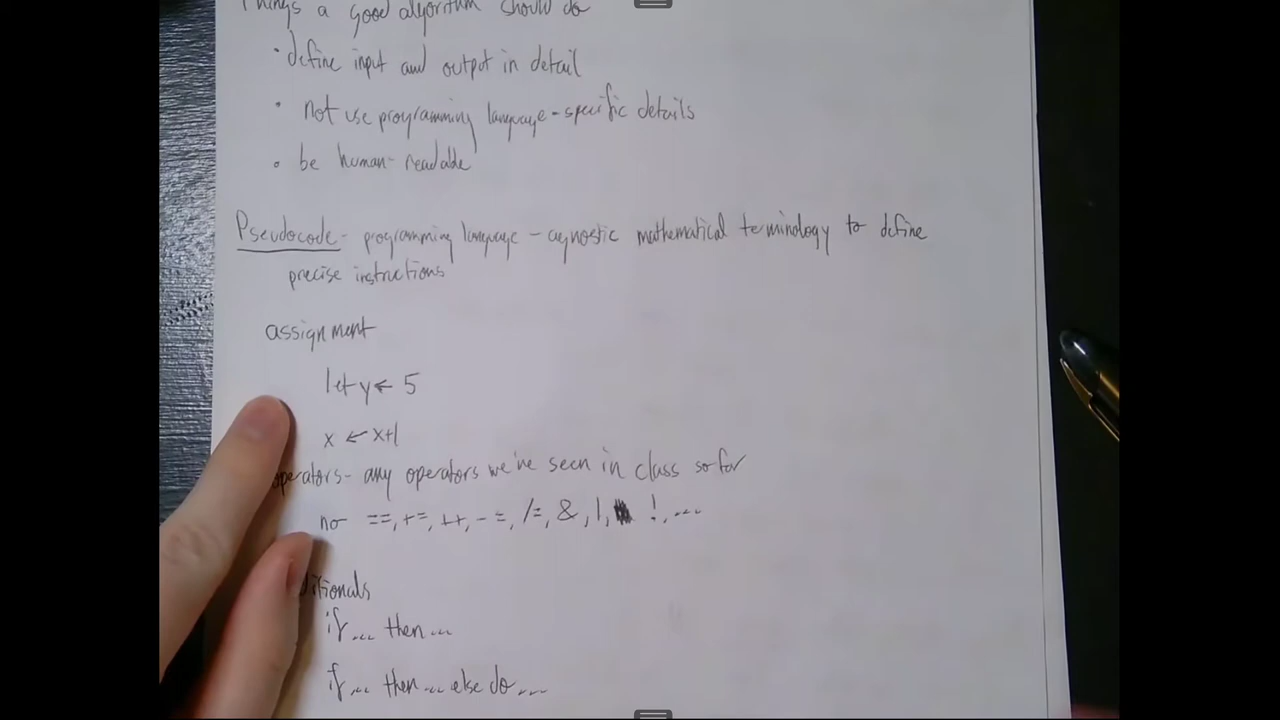 Things a good algorithm should do
• define input and output in detail
• not use programming language-specific details
• be human-readable
Pseudocode - programming language-agnostic mathematical terminology to define
precise instructions
assignment
let y ← 5
x ← x+1
operators - any operators we've seen in class so far
no ==, +=, ++, -=, /=, &, |, !, ...
ditionals
if ... then ...
if ... then ... else do ...